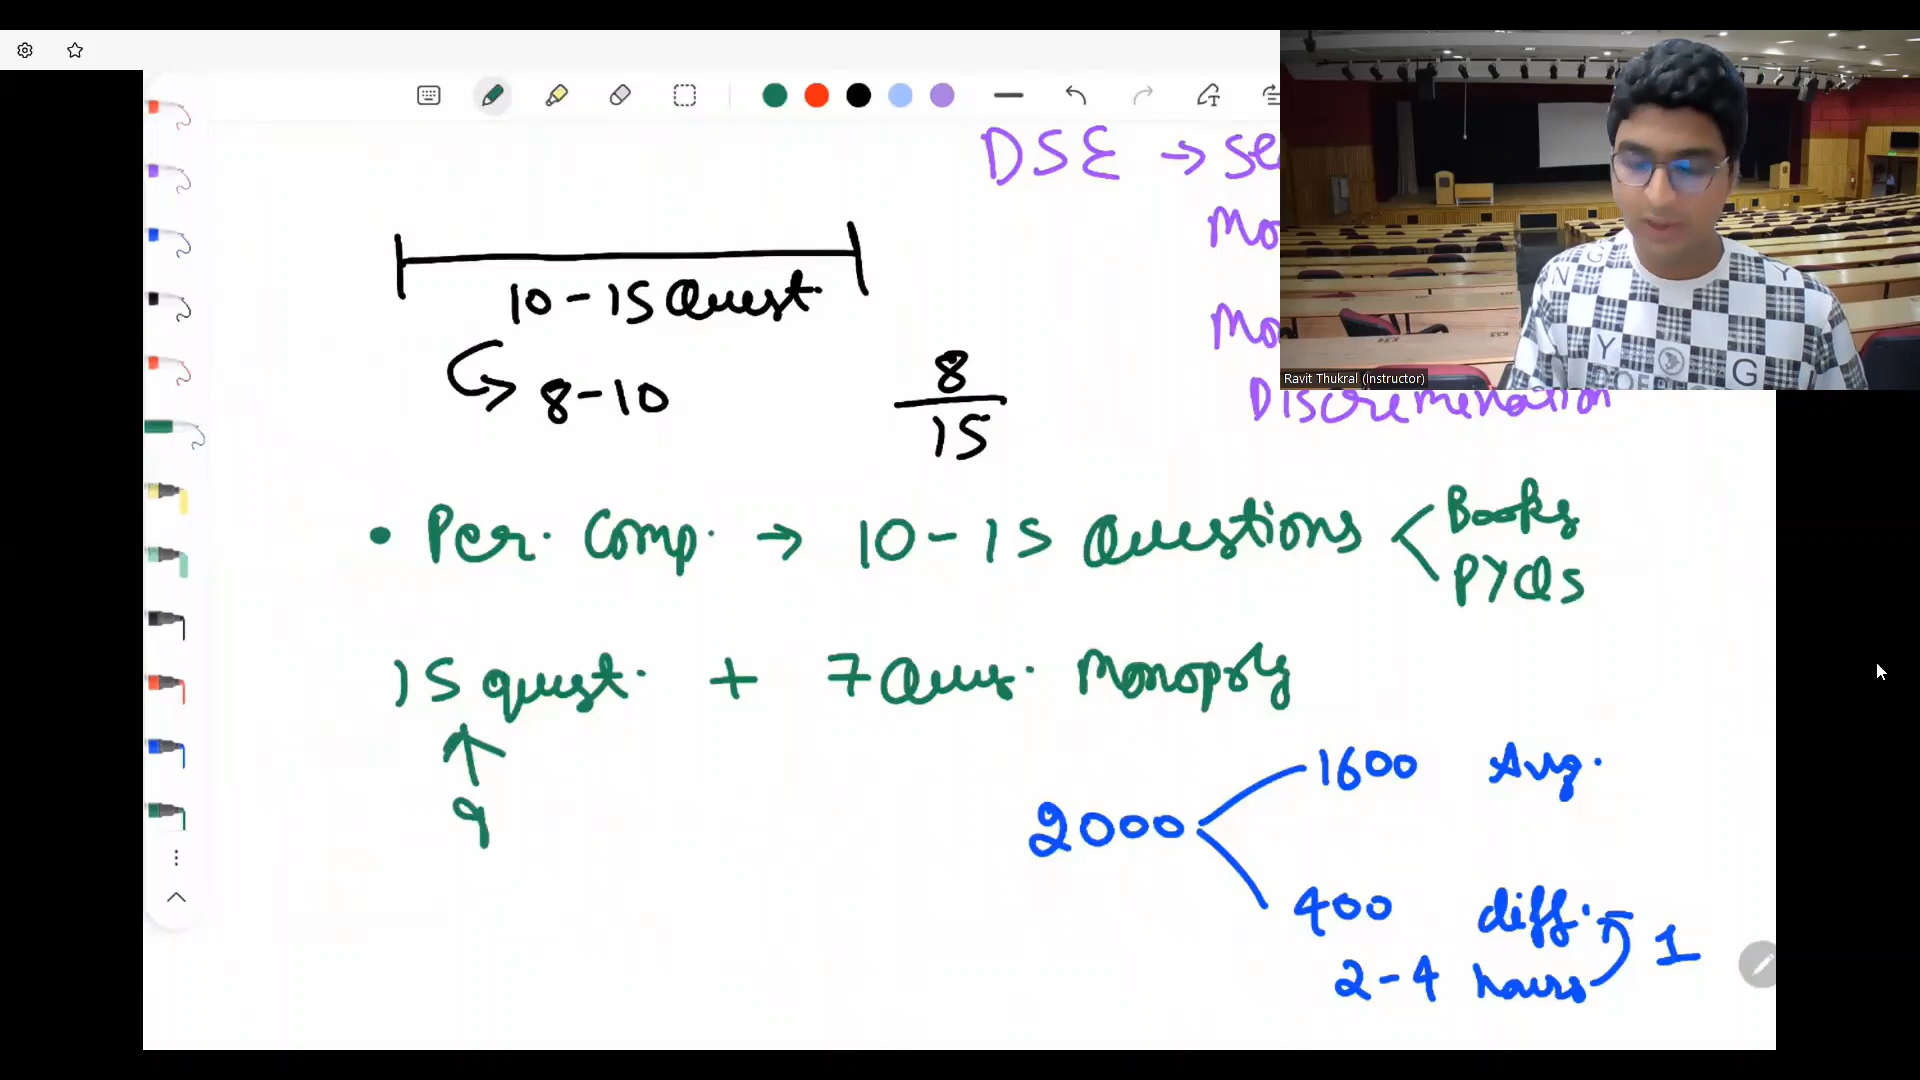 DSE → Se
Mo
10-15 Quest.
Mo
8-10
8
15
Discremenation
• Per. Comp. → 10-15 Questions
Books
PYQs
15 quest. + 7 Ques. Monopoly
9
2000
1600 Avg.
400 diff.
2-4 hours
1
Ravit Thukral (Instructor)